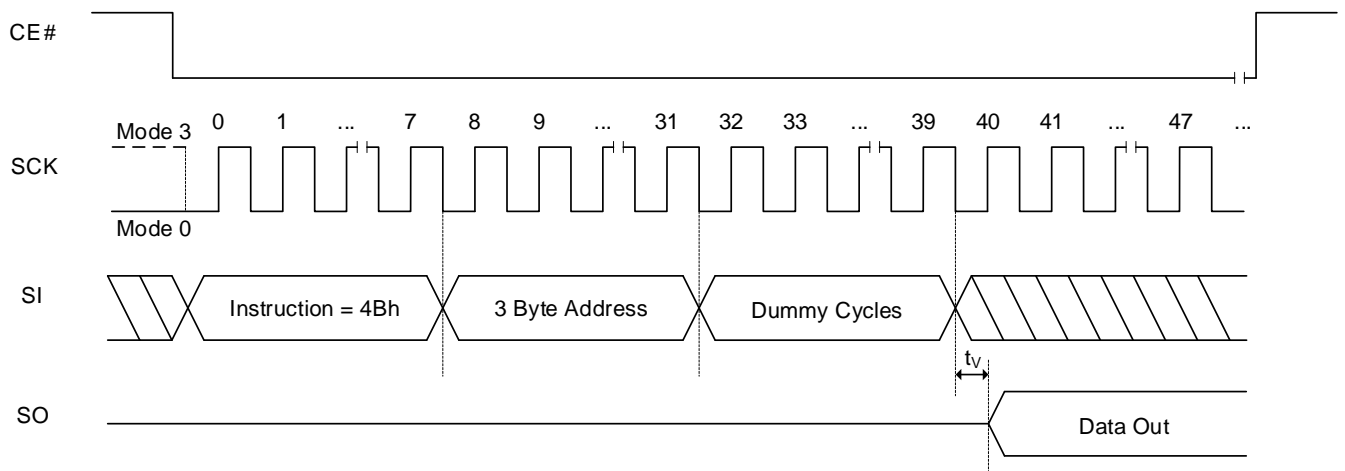 CE#
Mode 3 0 1 ... 7 8 9 ... 31 32 33 ... 39 40 41 ... 47 ...
SCK
Mode 0
SI Instruction = 4Bh 3 Byte Address Dummy Cycles
tV
SO Data Out